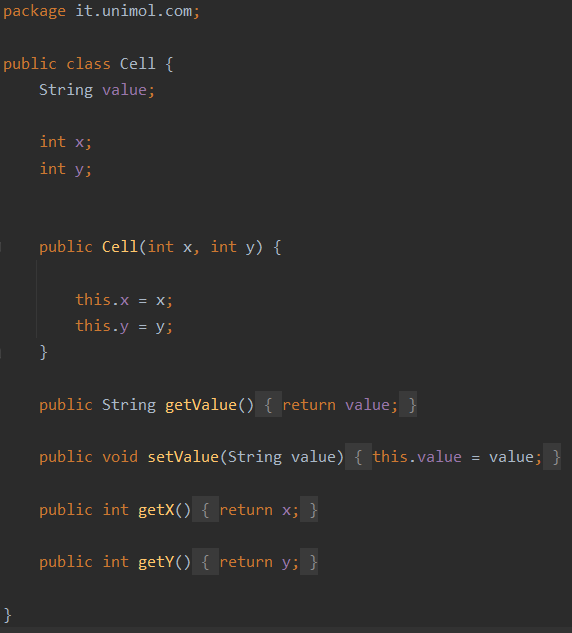 package it.unimol.com;
public class Cell {
String value;
int x;
int y;
public Cell(int x, int y) {
this.x = x;
this.y = y;
}
public String getValue() { return value; }
public void setValue(String value) { this.value = value; }
public int getX() { return x; }
public int getY() { return y; }
}